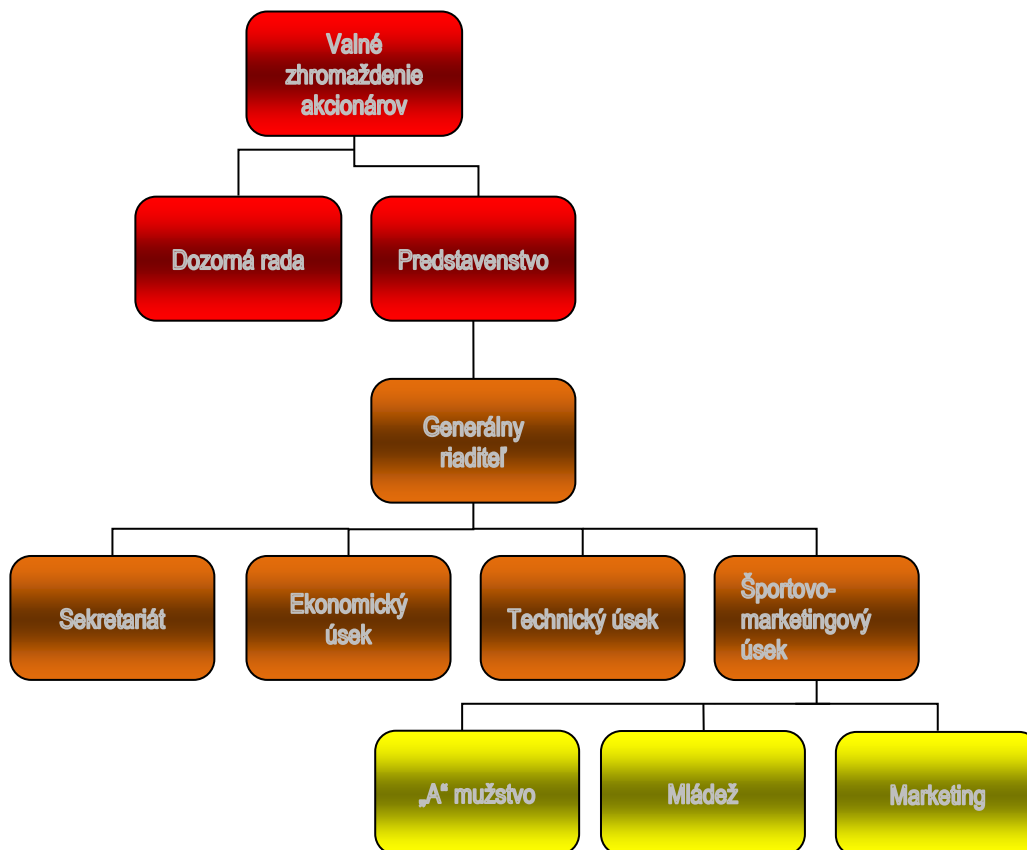 Valné
zhromaždenie
akcionárov
Dozorná rada
Predstavenstvo
Generálny
riaditeľ
Sekretariát
Ekonomický
úsek
Technický úsek
Športovo-
marketingový
úsek
„A“ mužstvo
Mládež
Marketing